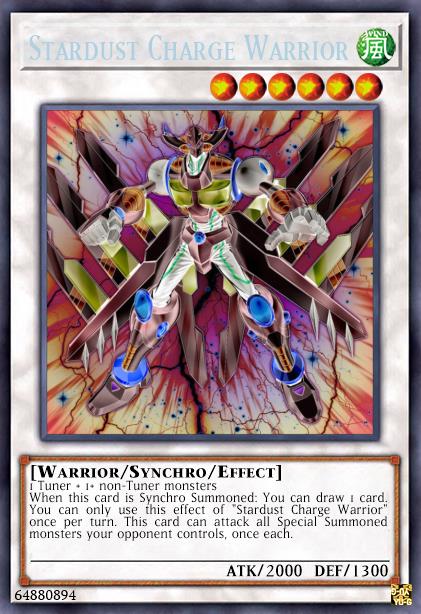 STARDUST CHARGE WARRIOR
WIND
風
[WARRIOR/SYNCHRO/EFFECT]
1 Tuner + 1+ non-Tuner monsters
When this card is Synchro Summoned: You can draw 1 card.
You can only use this effect of "Stardust Charge Warrior"
once per turn. This card can attack all Special Summoned
monsters your opponent controls, once each.
ATK/2000 DEF/1300
64880894